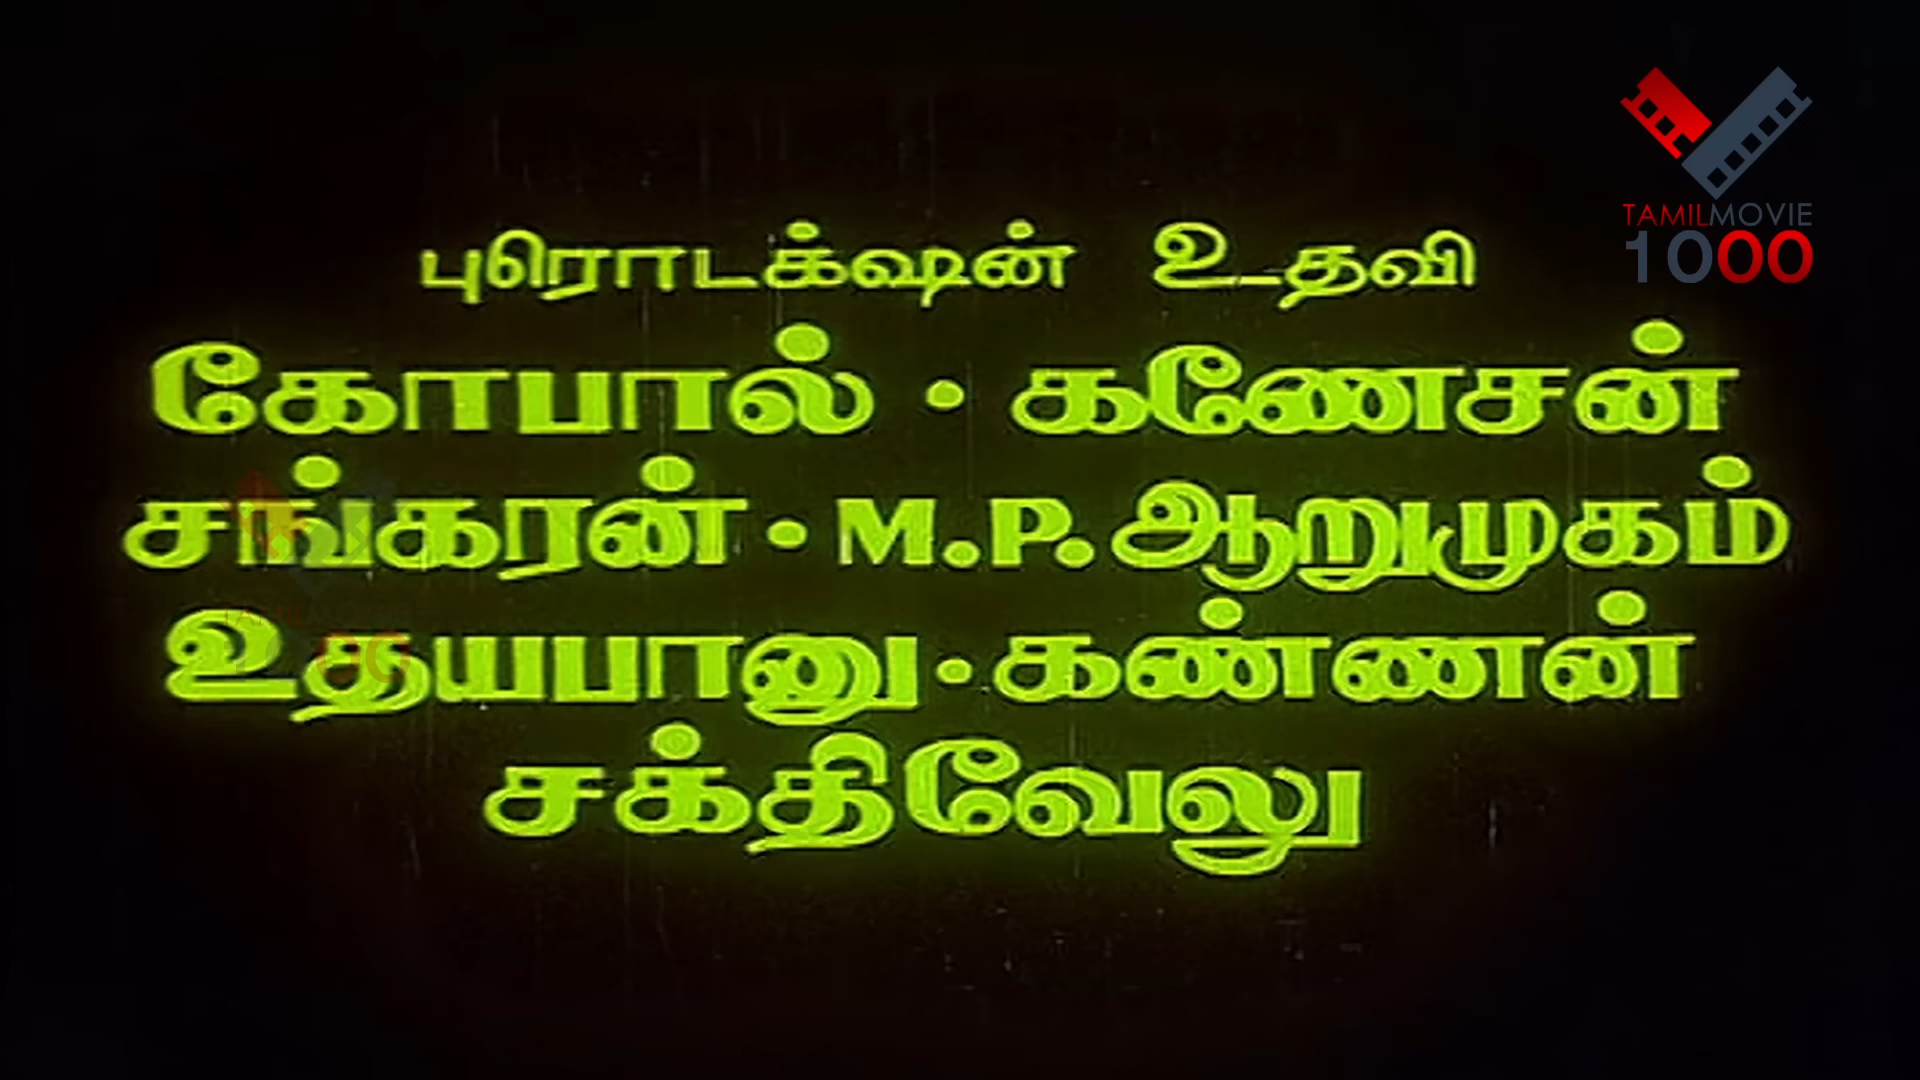 புரொடக்ஷன் உதவி
கோபால் · கணேசன்
சங்கரன் · M.P. ஆறுமுகம்
உதயபானு · கண்ணன்
சக்திவேலு
TAMILMOVIE
1000